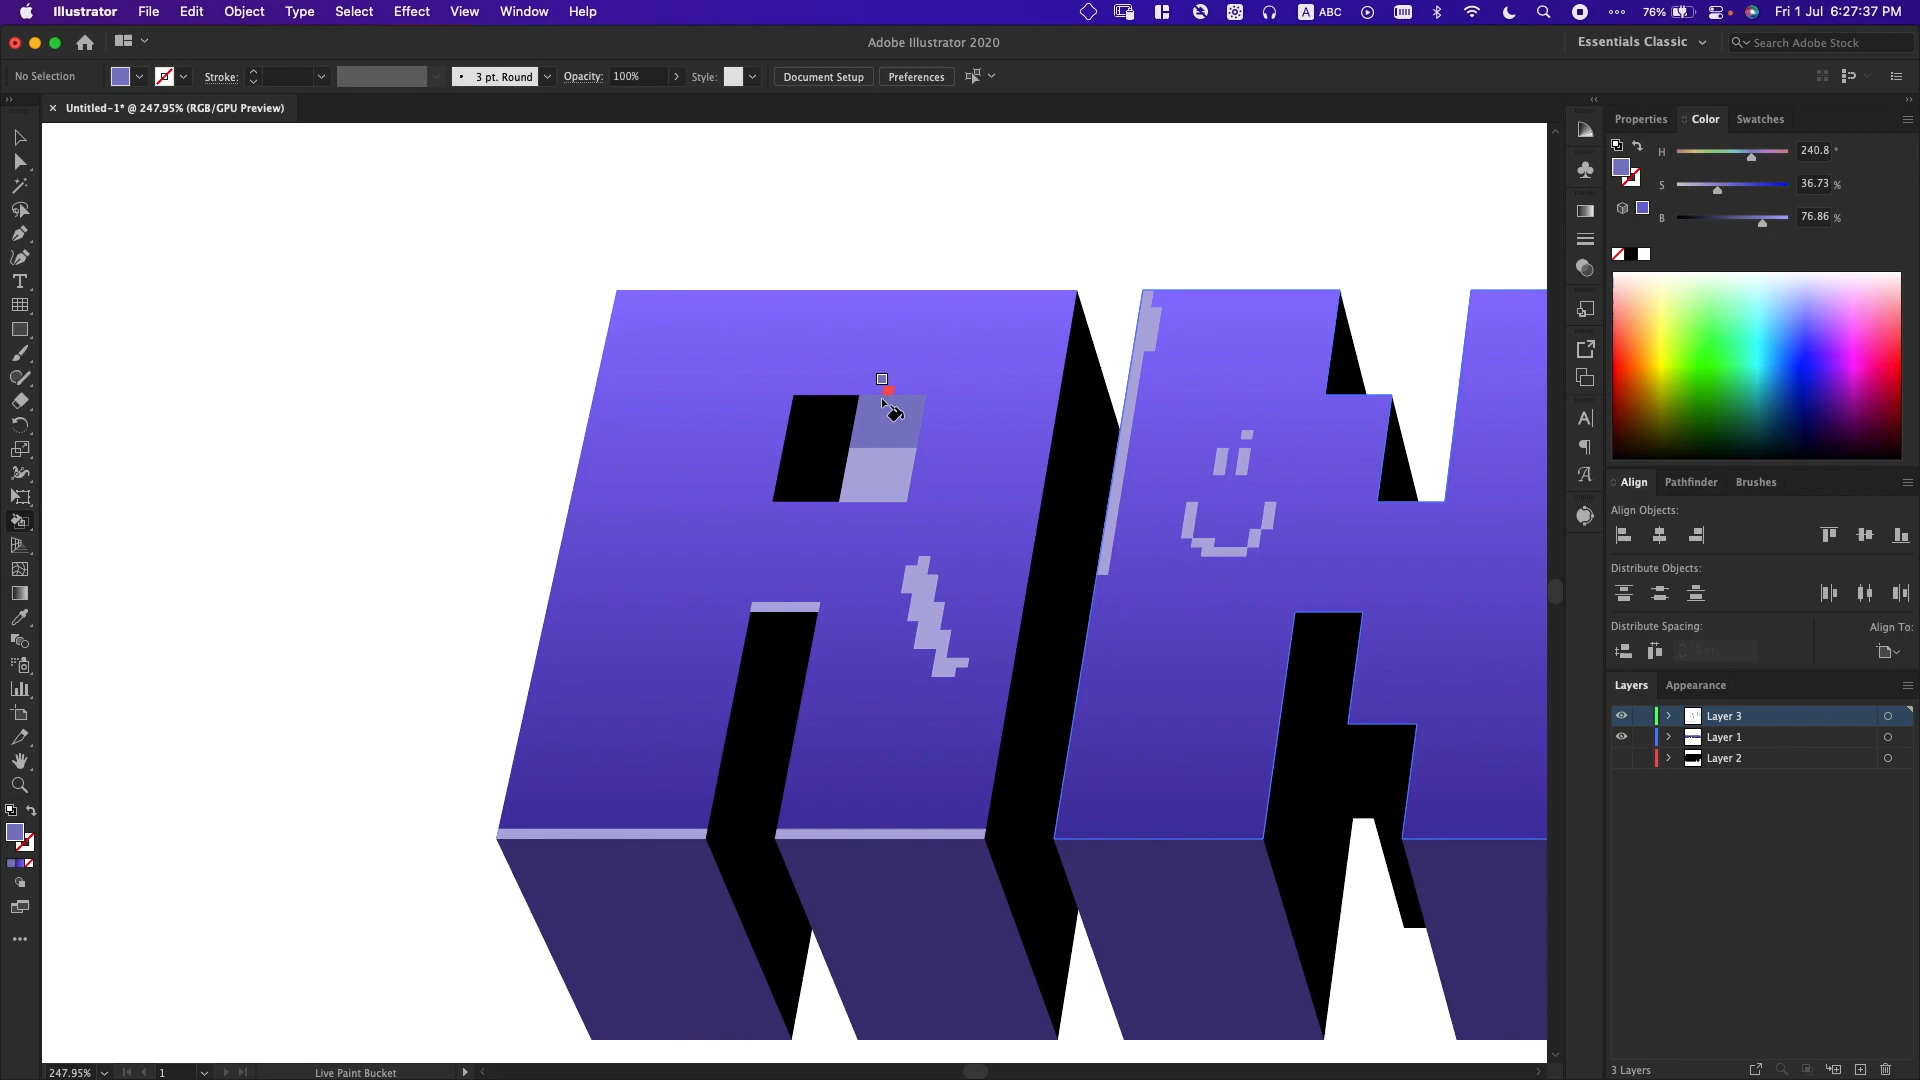 Illustrator File Edit Object Type Select Effect View Window Help
A ABC 76% Fri 1 Jul 6:27:37 PM
Adobe Illustrator 2020
Essentials Classic
Search Adobe Stock
No Selection
Stroke:
3 pt. Round
Opacity: 100%
Style:
Document Setup
Preferences
Untitled-1* @ 247.95% (RGB/GPU Preview)
Properties Color Swatches
H 240.8 °
S 36.73 %
B 76.86 %
Align Pathfinder Brushes
Align Objects:
Distribute Objects:
Distribute Spacing:
Align To:
0 pt
Layers Appearance
Layer 3
Layer 1
Layer 2
3 Layers
247.95%
1
Live Paint Bucket